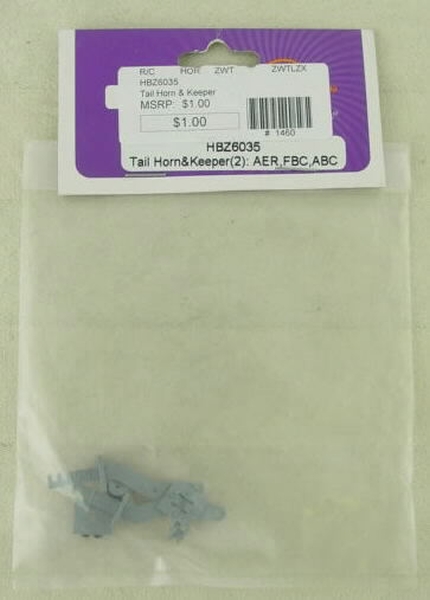 R/C HOR ZWT ZWTLZX
HBZ6035
Tail Horn & Keeper
MSRP: $1.00
$1.00
# 1460
HBZ6035
Tail Horn&Keeper(2): AER,FBC,ABC